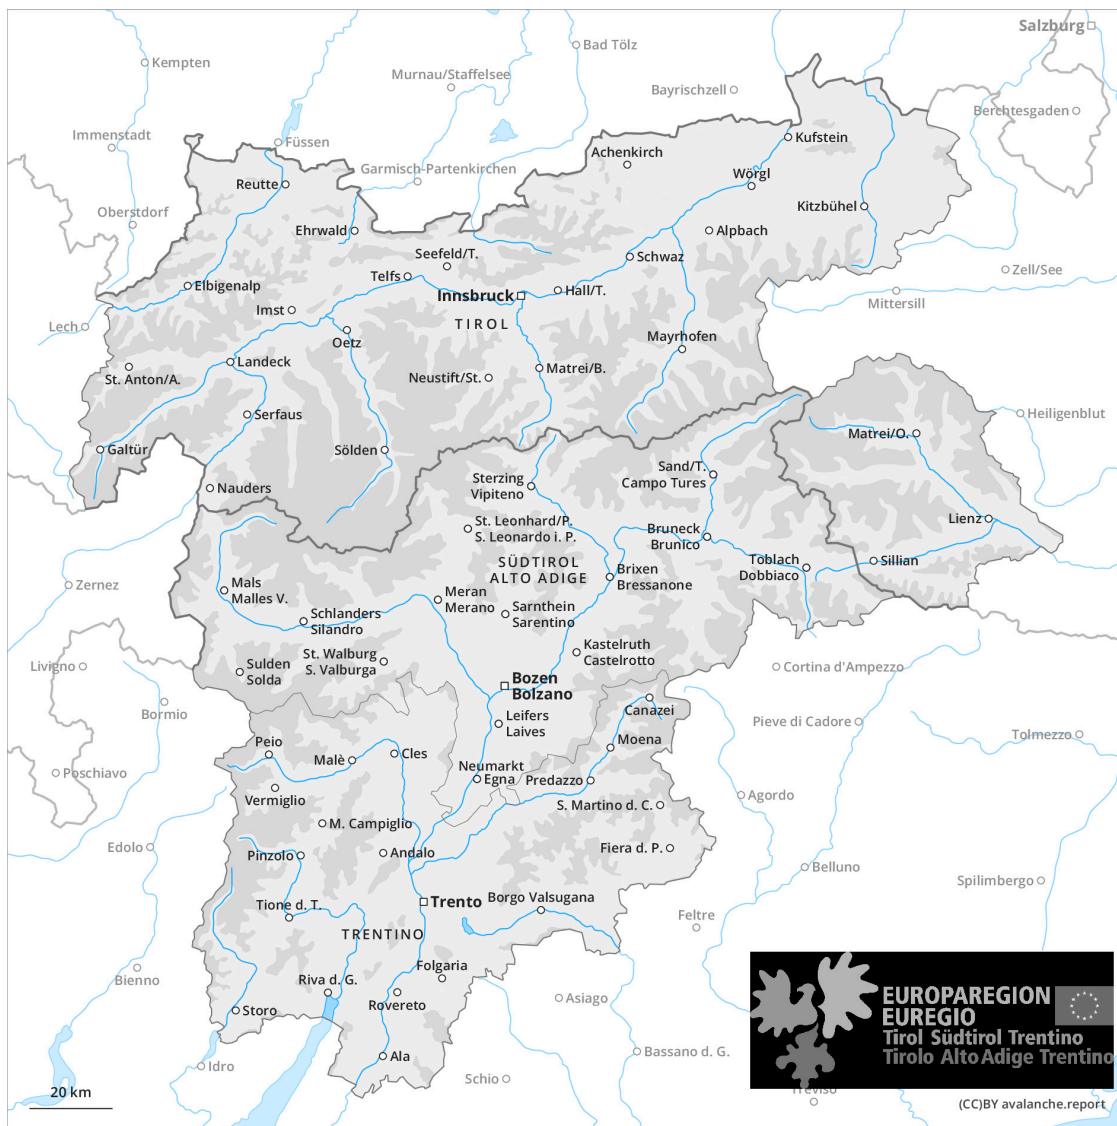 Salzburg
Bad Tölz
Kempten
Murnau/Staffelsee
Bayrischzell
Berchtesgaden
Immenstadt
Füssen
Kufstein
Achenkirch
Garmisch-Partenkirchen
Wörgl
Reutte
Oberstdorf
Kitzbühel
Ehrwald
Alpbach
Seefeld/T.
Schwaz
Zell/See
Telfs
Elbigenalp
Innsbruck
Hall/T.
Mittersill
Imst
TIROL
Lech
Oetz
Mayrhofen
Landeck
Matrei/B.
St. Anton/A.
Neustift/St.
Serfaus
Heiligenblut
Matrei/O.
Galtür
Sölden
Sand/T.
Campo Tures
Sterzing
Vipiteno
Nauders
St. Leonhard/P.
S. Leonardo i. P.
Bruneck
Brunico
Lienz
SÜDTIROL
ALTO ADIGE
Toblach
Dobbiaco
Sillian
Brixen
Bressanone
Zernez
Mals
Malles V.
Meran
Merano
Schlanders
Silandro
Sarnthein
Sarentino
Kastelruth
Castelrotto
St. Walburg
S. Valburga
Livigno
Sulden
Solda
Cortina d'Ampezzo
Bozen
Bolzano
Bormio
Canazei
Leifers
Laives
Pieve di Cadore
Tolmezzo
Moena
Peio
Malè
Cles
Poschiavo
Neumarkt
Egna
Predazzo
Vermiglio
Agordo
S. Martino d. C.
M. Campiglio
Edolo
Pinzolo
Andalo
Fiera d. P.
Belluno
Spilimbergo
Trento
Borgo Valsugana
Tione d. T.
Feltre
TRENTINO
Bienno
Folgaria
Riva d. G.
Rovereto
Asiago
Storo
EUROPAREGION
EUREGIO
Tirol Südtirol Trentino
Tirolo Alto Adige Trentino
Ala
Idro
Bassano d. G.
Schio
20 km
Treviso
(CC)BY avalanche.report